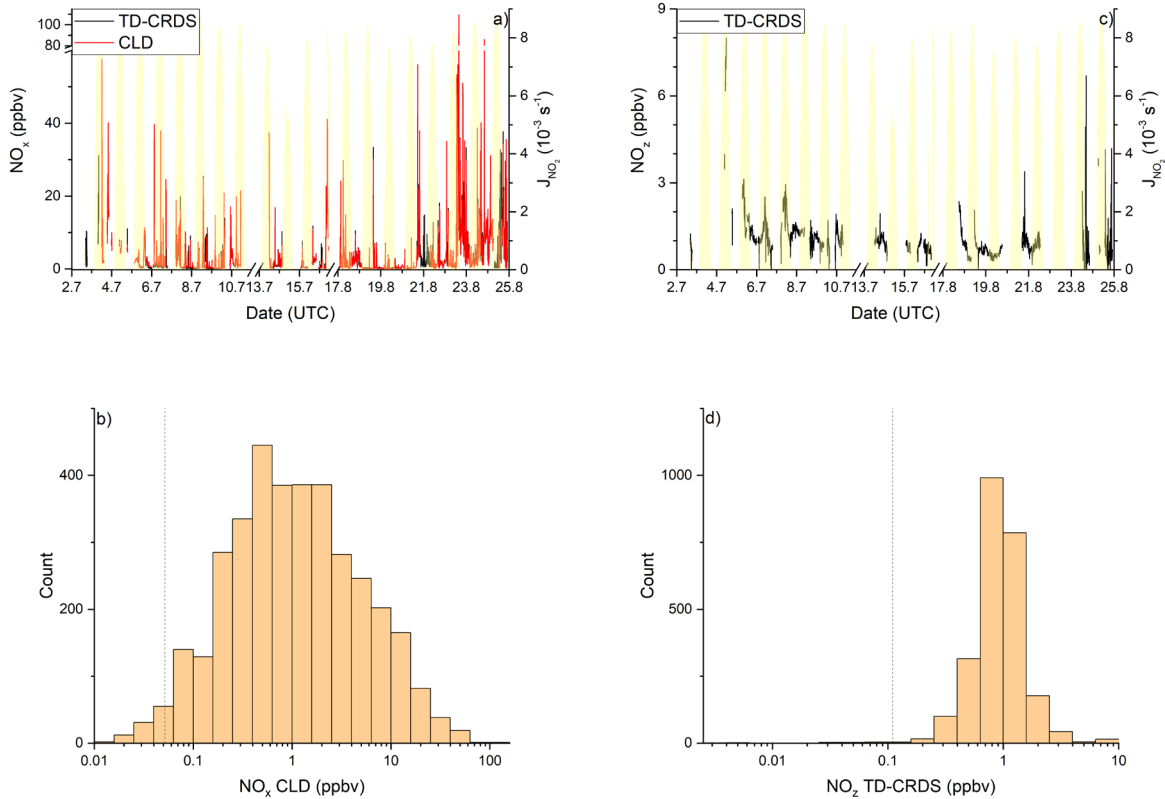 a)
TD-CRDS
CLD
NOx (ppbv)
100
80
40
20
0
JNO2 (10-3 s-1)
8
6
4
2
0
2.7 4.7 6.7 8.7 10.7 13.7 15.7 17.8 19.8 21.8 23.8 25.8
Date (UTC)
c)
TD-CRDS
NOz (ppbv)
9
6
3
0
JNO2 (10-3 s-1)
8
6
4
2
0
2.7 4.7 6.7 8.7 10.7 13.7 15.7 17.8 19.8 21.8 23.8 25.8
Date (UTC)
b)
Count
400
200
0
0.01 0.1 1 10 100
NOx CLD (ppbv)
d)
Count
1000
500
0
0.01 0.1 1 10
NOz TD-CRDS (ppbv)